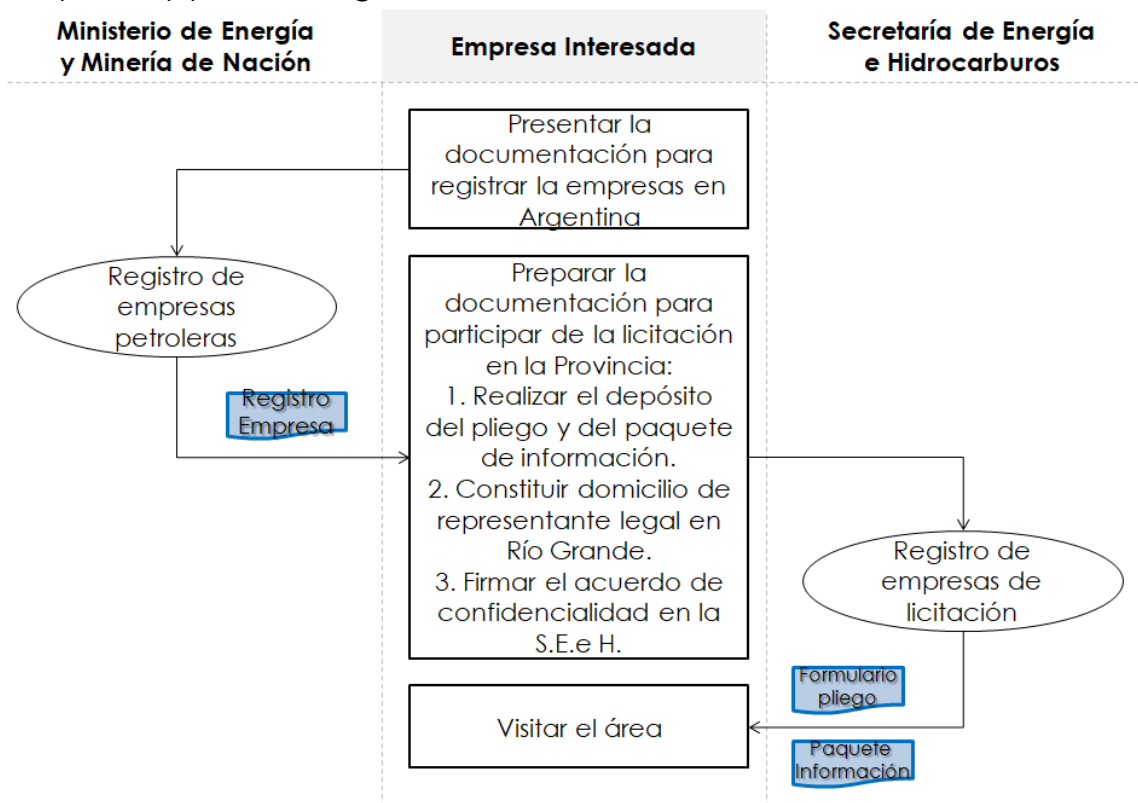 Ministerio de Energía
y Minería de Nación
Empresa Interesada
Secretaría de Energía
e Hidrocarburos
Presentar la
documentación para
registrar la empresas en
Argentina
Registro de
empresas
petroleras
Registro
Empresa
Preparar la
documentación para
participar de la licitación
en la Provincia:
1. Realizar el depósito
del pliego y del paquete
de información.
2. Constituir domicilio de
representante legal en
Río Grande.
3. Firmar el acuerdo de
confidencialidad en la
S.E.e H.
Registro de
empresas de
licitación
Formulario
pliego
Paquete
Información
Visitar el área